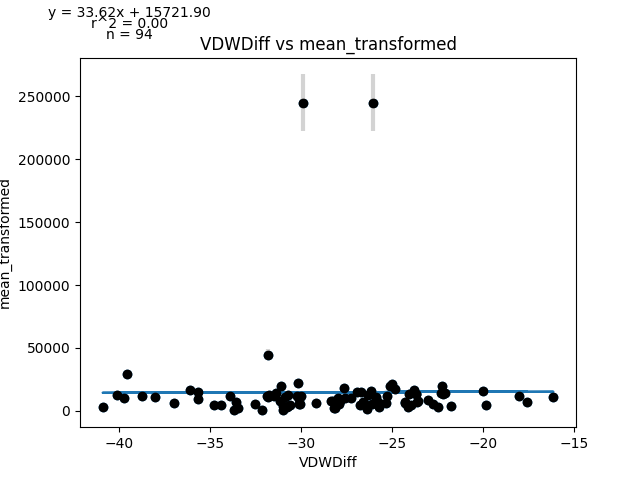 y = 33.62x + 15721.90
r^2 = 0.00
n = 94
VDWDiff vs mean_transformed
250000
200000
150000
100000
50000
0
mean_transformed
−40
−35
−30
−25
−20
−15
VDWDiff